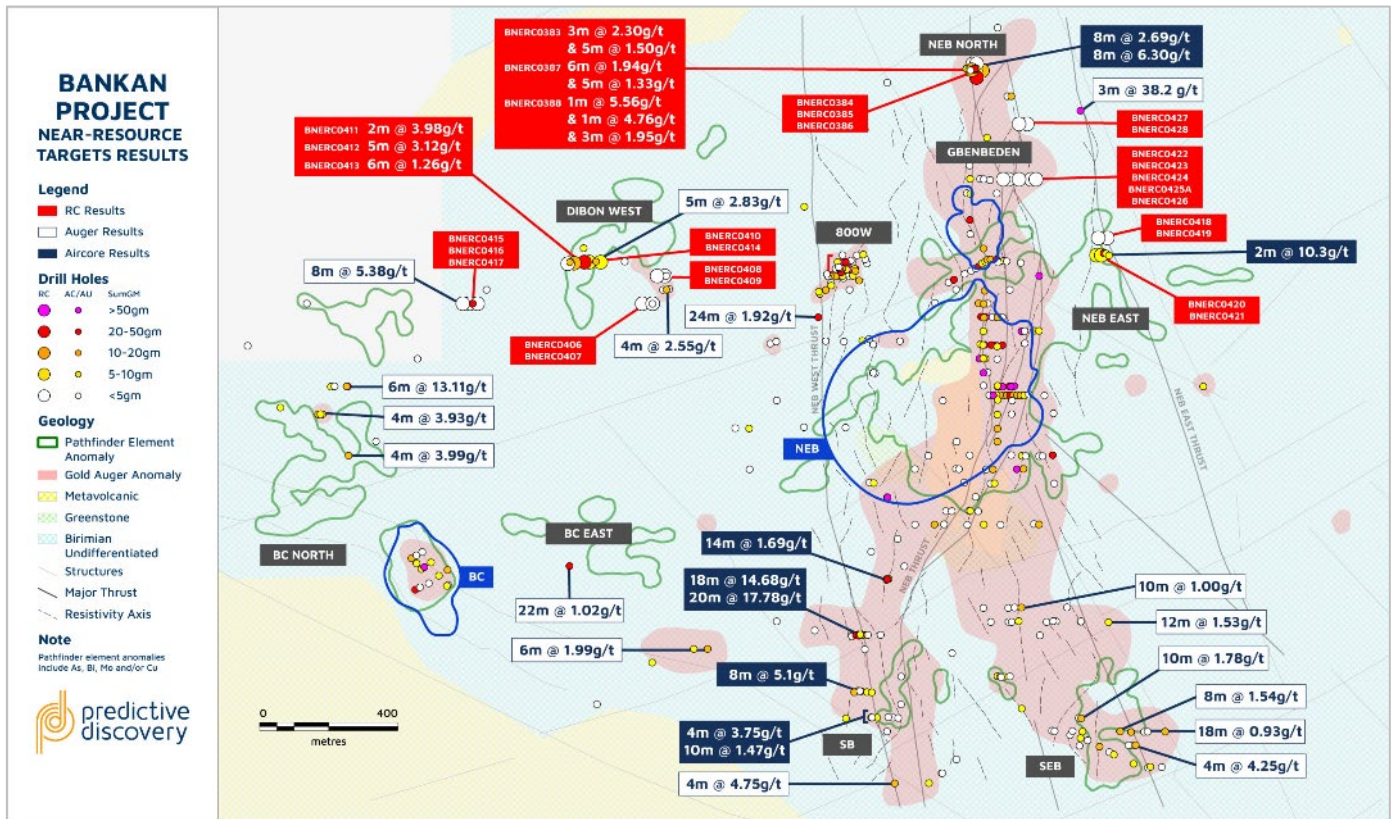 BANKAN
PROJECT
NEAR-RESOURCE
TARGETS RESULTS
Legend
RC Results
Auger Results
Aircore Results
Drill Holes
RC AC/AU SumGM
>50gm
20-50gm
10-20gm
5-10gm
<5gm
Geology
Pathfinder Element
Anomaly
Gold Auger Anomaly
Metavolcanic
Greenstone
Birimian
Undifferentiated
Structures
Major Thrust
Resistivity Axis
Note
Pathfinder element anomalies
include As, Bi, Mo and/or Cu
predictive
discovery
BNERC0383 3m @ 2.30g/t
& 5m @ 1.50g/t
BNERC0387 6m @ 1.94g/t
& 5m @ 1.33g/t
BNERC0388 1m @ 5.56g/t
& 1m @ 4.76g/t
& 3m @ 1.95g/t
NEB NORTH
8m @ 2.69g/t
8m @ 6.30g/t
3m @ 38.2 g/t
BNERC0384
BNERC0385
BNERC0386
BNERC0427
BNERC0428
BNERC0411 2m @ 3.98g/t
BNERC0412 5m @ 3.12g/t
BNERC0413 6m @ 1.26g/t
GBENBEDEN
BNERC0422
BNERC0423
BNERC0424
BNERC0425A
BNERC0426
DIBON WEST
5m @ 2.83g/t
800W
BNERC0418
BNERC0419
BNERC0415
BNERC0416
BNERC0417
BNERC0410
BNERC0414
2m @ 10.3g/t
8m @ 5.38g/t
BNERC0408
BNERC0409
BNERC0420
BNERC0421
24m @ 1.92g/t
NEB EAST
BNERC0406
BNERC0407
4m @ 2.55g/t
NEB WEST THRUST
6m @ 13.11g/t
4m @ 3.93g/t
4m @ 3.99g/t
NEB
NEB EAST THRUST
BC NORTH
BC EAST
BC
14m @ 1.69g/t
NEB THRUST
18m @ 14.68g/t
20m @ 17.78g/t
22m @ 1.02g/t
10m @ 1.00g/t
12m @ 1.53g/t
6m @ 1.99g/t
10m @ 1.78g/t
8m @ 5.1g/t
8m @ 1.54g/t
4m @ 3.75g/t
10m @ 1.47g/t
18m @ 0.93g/t
SB
SEB
4m @ 4.25g/t
4m @ 4.75g/t
0 400
metres